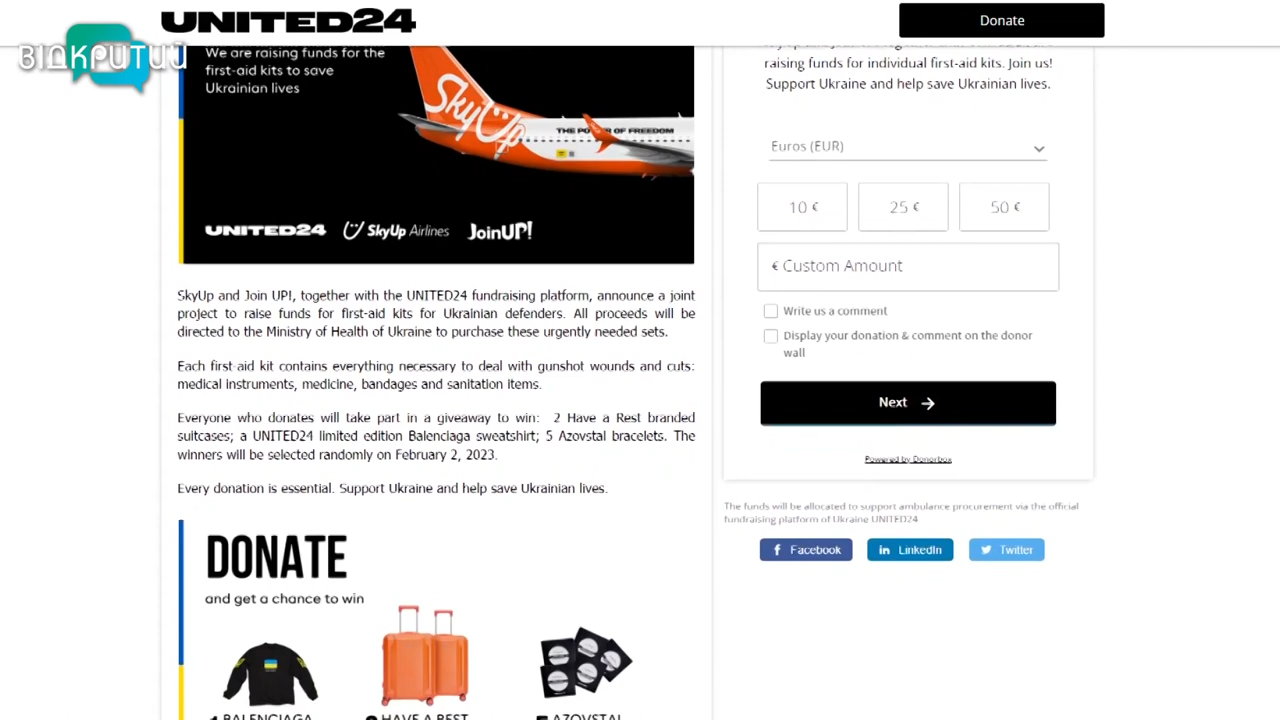 UNITED24
Donate
ВІДКРИТИЙ
We are raising funds for the
first-aid kits to save
Ukrainian lives
SkyUp
THE POWER OF FREEDOM
UNITED24 SkyUp Airlines JoinUP!
SkyUp and Join UP!, together with the UNITED24 fundraising platform, announce a joint
project to raise funds for first-aid kits for Ukrainian defenders. All proceeds will be
directed to the Ministry of Health of Ukraine to purchase these urgently needed sets.
Each first-aid kit contains everything necessary to deal with gunshot wounds and cuts:
medical instruments, medicine, bandages and sanitation items.
Everyone who donates will take part in a giveaway to win: 2 Have a Rest branded
suitcases; a UNITED24 limited edition Balenciaga sweatshirt; 5 Azovstal bracelets. The
winners will be selected randomly on February 2, 2023.
Every donation is essential. Support Ukraine and help save Ukrainian lives.
DONATE
and get a chance to win
BALENCIAGA
HAVE A REST
AZOVSTAL
raising funds for individual first-aid kits. Join us!
Support Ukraine and help save Ukrainian lives.
Euros (EUR)
10 €
25 €
50 €
€ Custom Amount
Write us a comment
Display your donation & comment on the donor
wall
Next
Powered by Donorbox
The funds will be allocated to support ambulance procurement via the official
fundraising platform of Ukraine UNITED24
Facebook
LinkedIn
Twitter